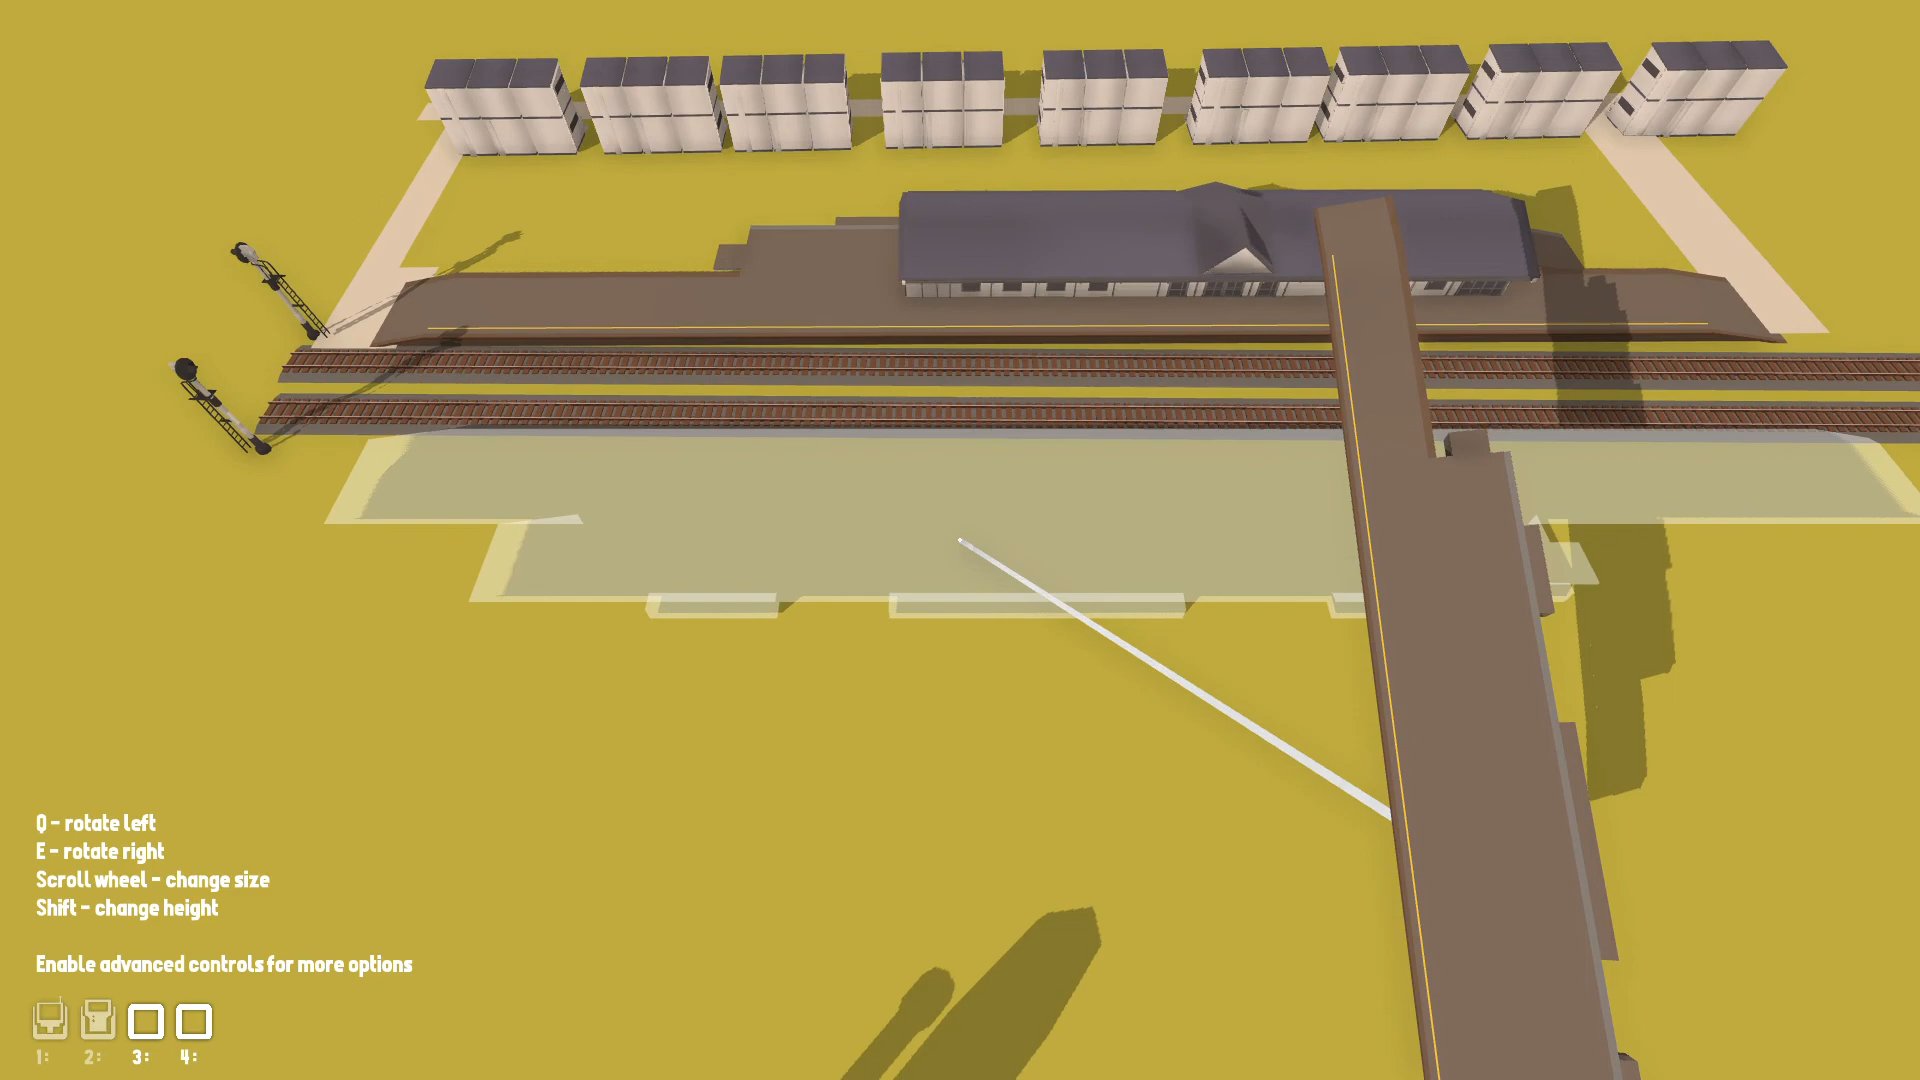 Q - rotate left
E - rotate right
Scroll wheel - change size
Shift - change height
Enable advanced controls for more options
1: 2: 3: 4: